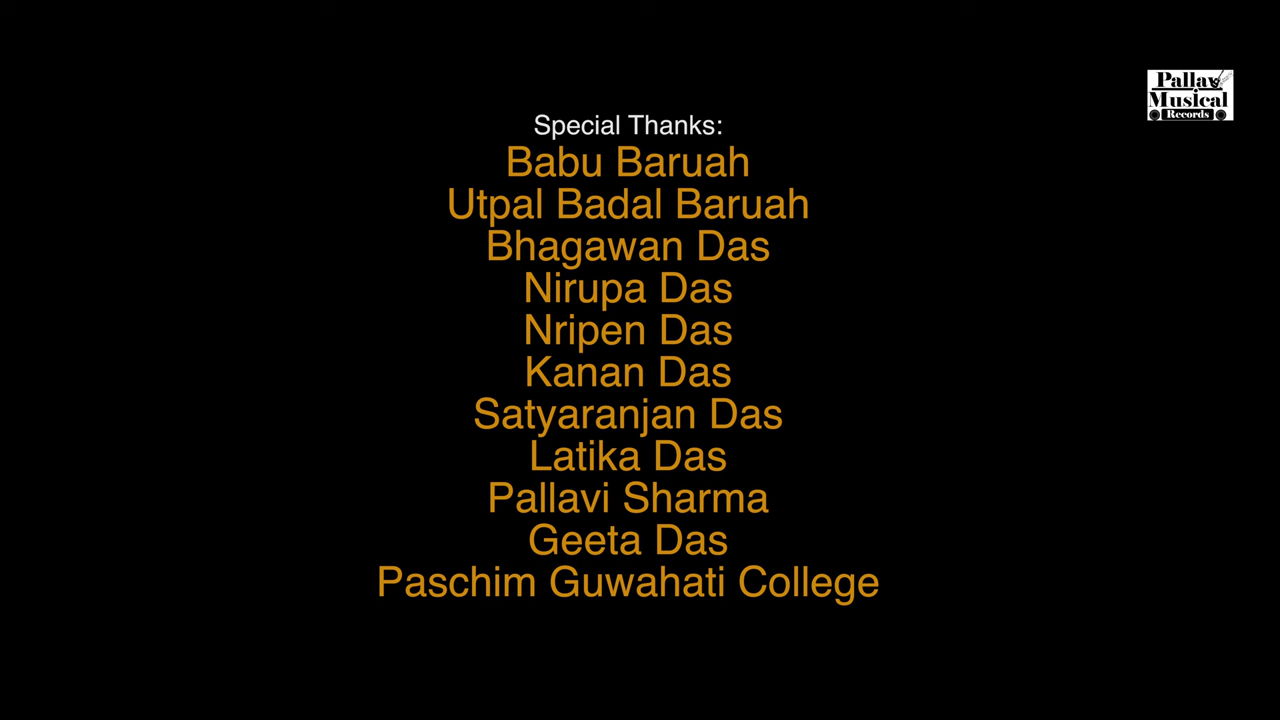 Special Thanks:
Babu Baruah
Utpal Badal Baruah
Bhagawan Das
Nirupa Das
Nripen Das
Kanan Das
Satyaranjan Das
Latika Das
Pallavi Sharma
Geeta Das
Paschim Guwahati College
Pallav
Musical
Records